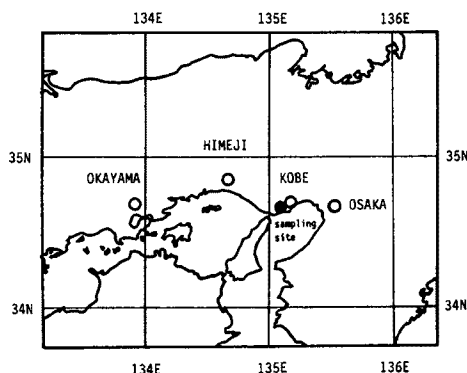 134E 135E 136E
HIMEJI
35N 35N
OKAYAMA KOBE
OSAKA
sampling
site
34N 34N
134E 135E 136E